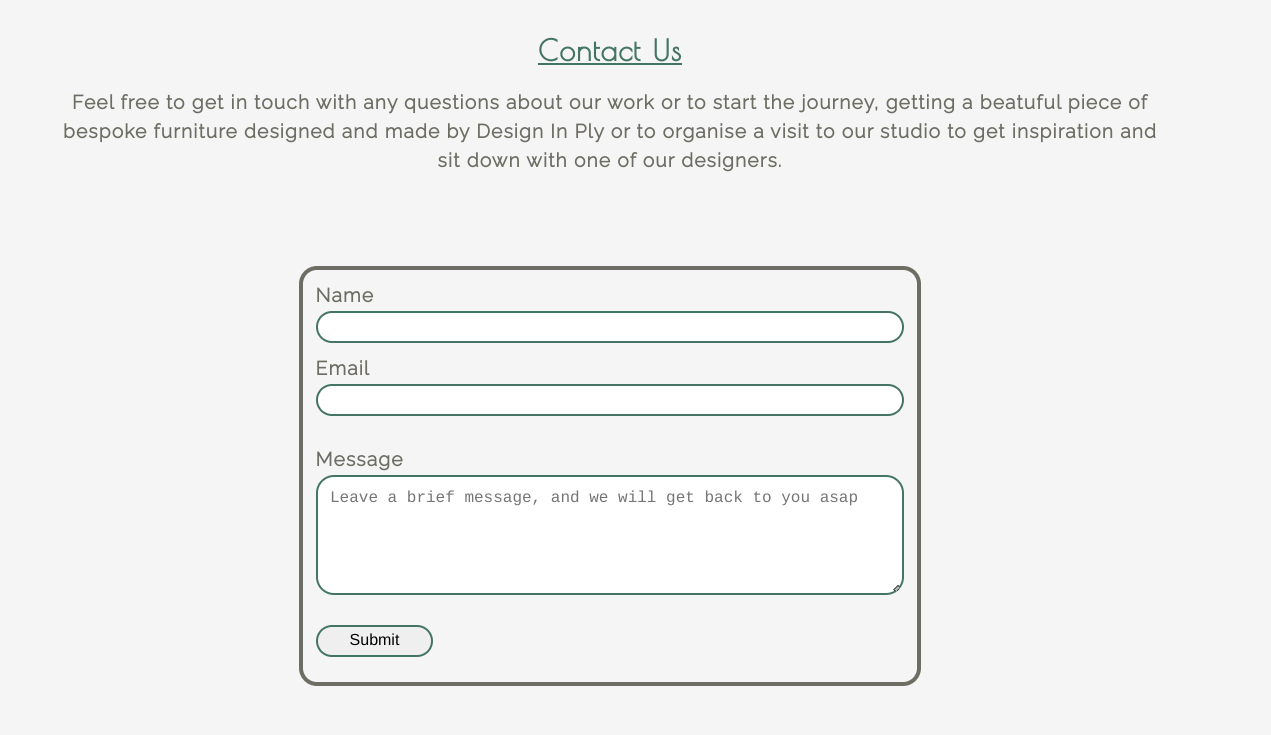 Contact Us
Feel free to get in touch with any questions about our work or to start the journey, getting a beatuful piece of
bespoke furniture designed and made by Design In Ply or to organise a visit to our studio to get inspiration and
sit down with one of our designers.
Name
Email
Message
Leave a brief message, and we will get back to you asap
Submit